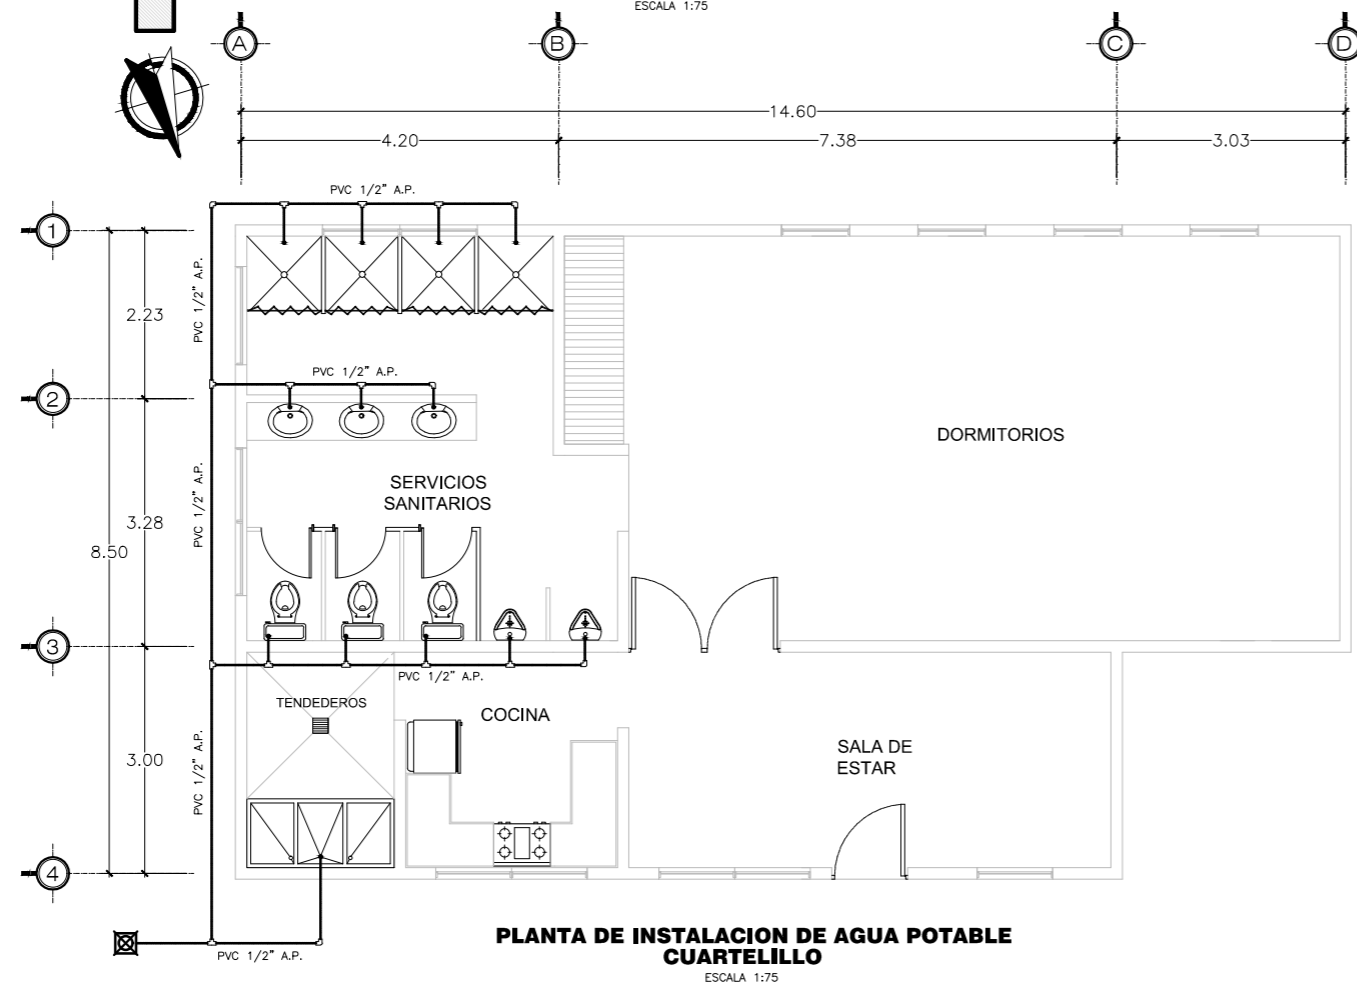 ESCALA 1:75
A
B
C
D
14.60
4.20
7.38
3.03
PVC 1/2" A.P.
1
PVC 1/2" A.P.
2.23
PVC 1/2" A.P.
2
DORMITORIOS
SERVICIOS
SANITARIOS
PVC 1/2" A.P.
3.28
8.50
3
PVC 1/2" A.P.
TENDEDEROS
COCINA
SALA DE
ESTAR
PVC 1/2" A.P.
3.00
4
PVC 1/2" A.P.
PLANTA DE INSTALACION DE AGUA POTABLE
CUARTELILLO
ESCALA 1:75